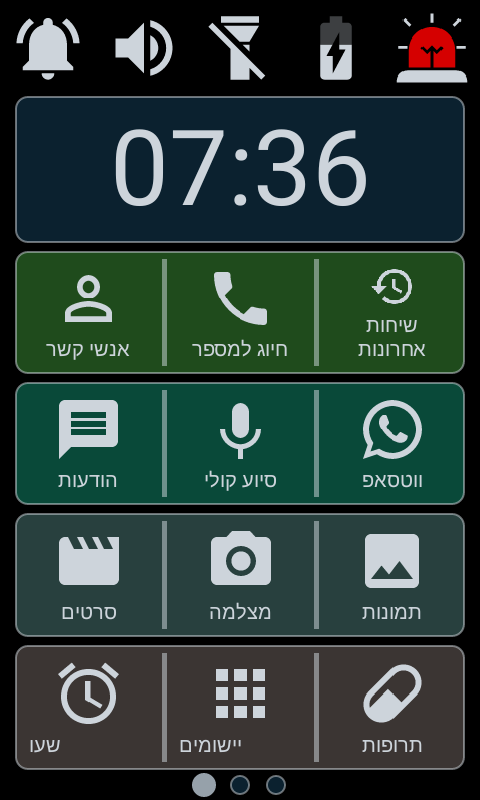 07:36
שיחות
אחרונות
חיוג למספר
אנשי קשר
ווטסאפ
סיוע קולי
הודעות
תמונות
מצלמה
סרטים
תרופות
יישומים
שעו